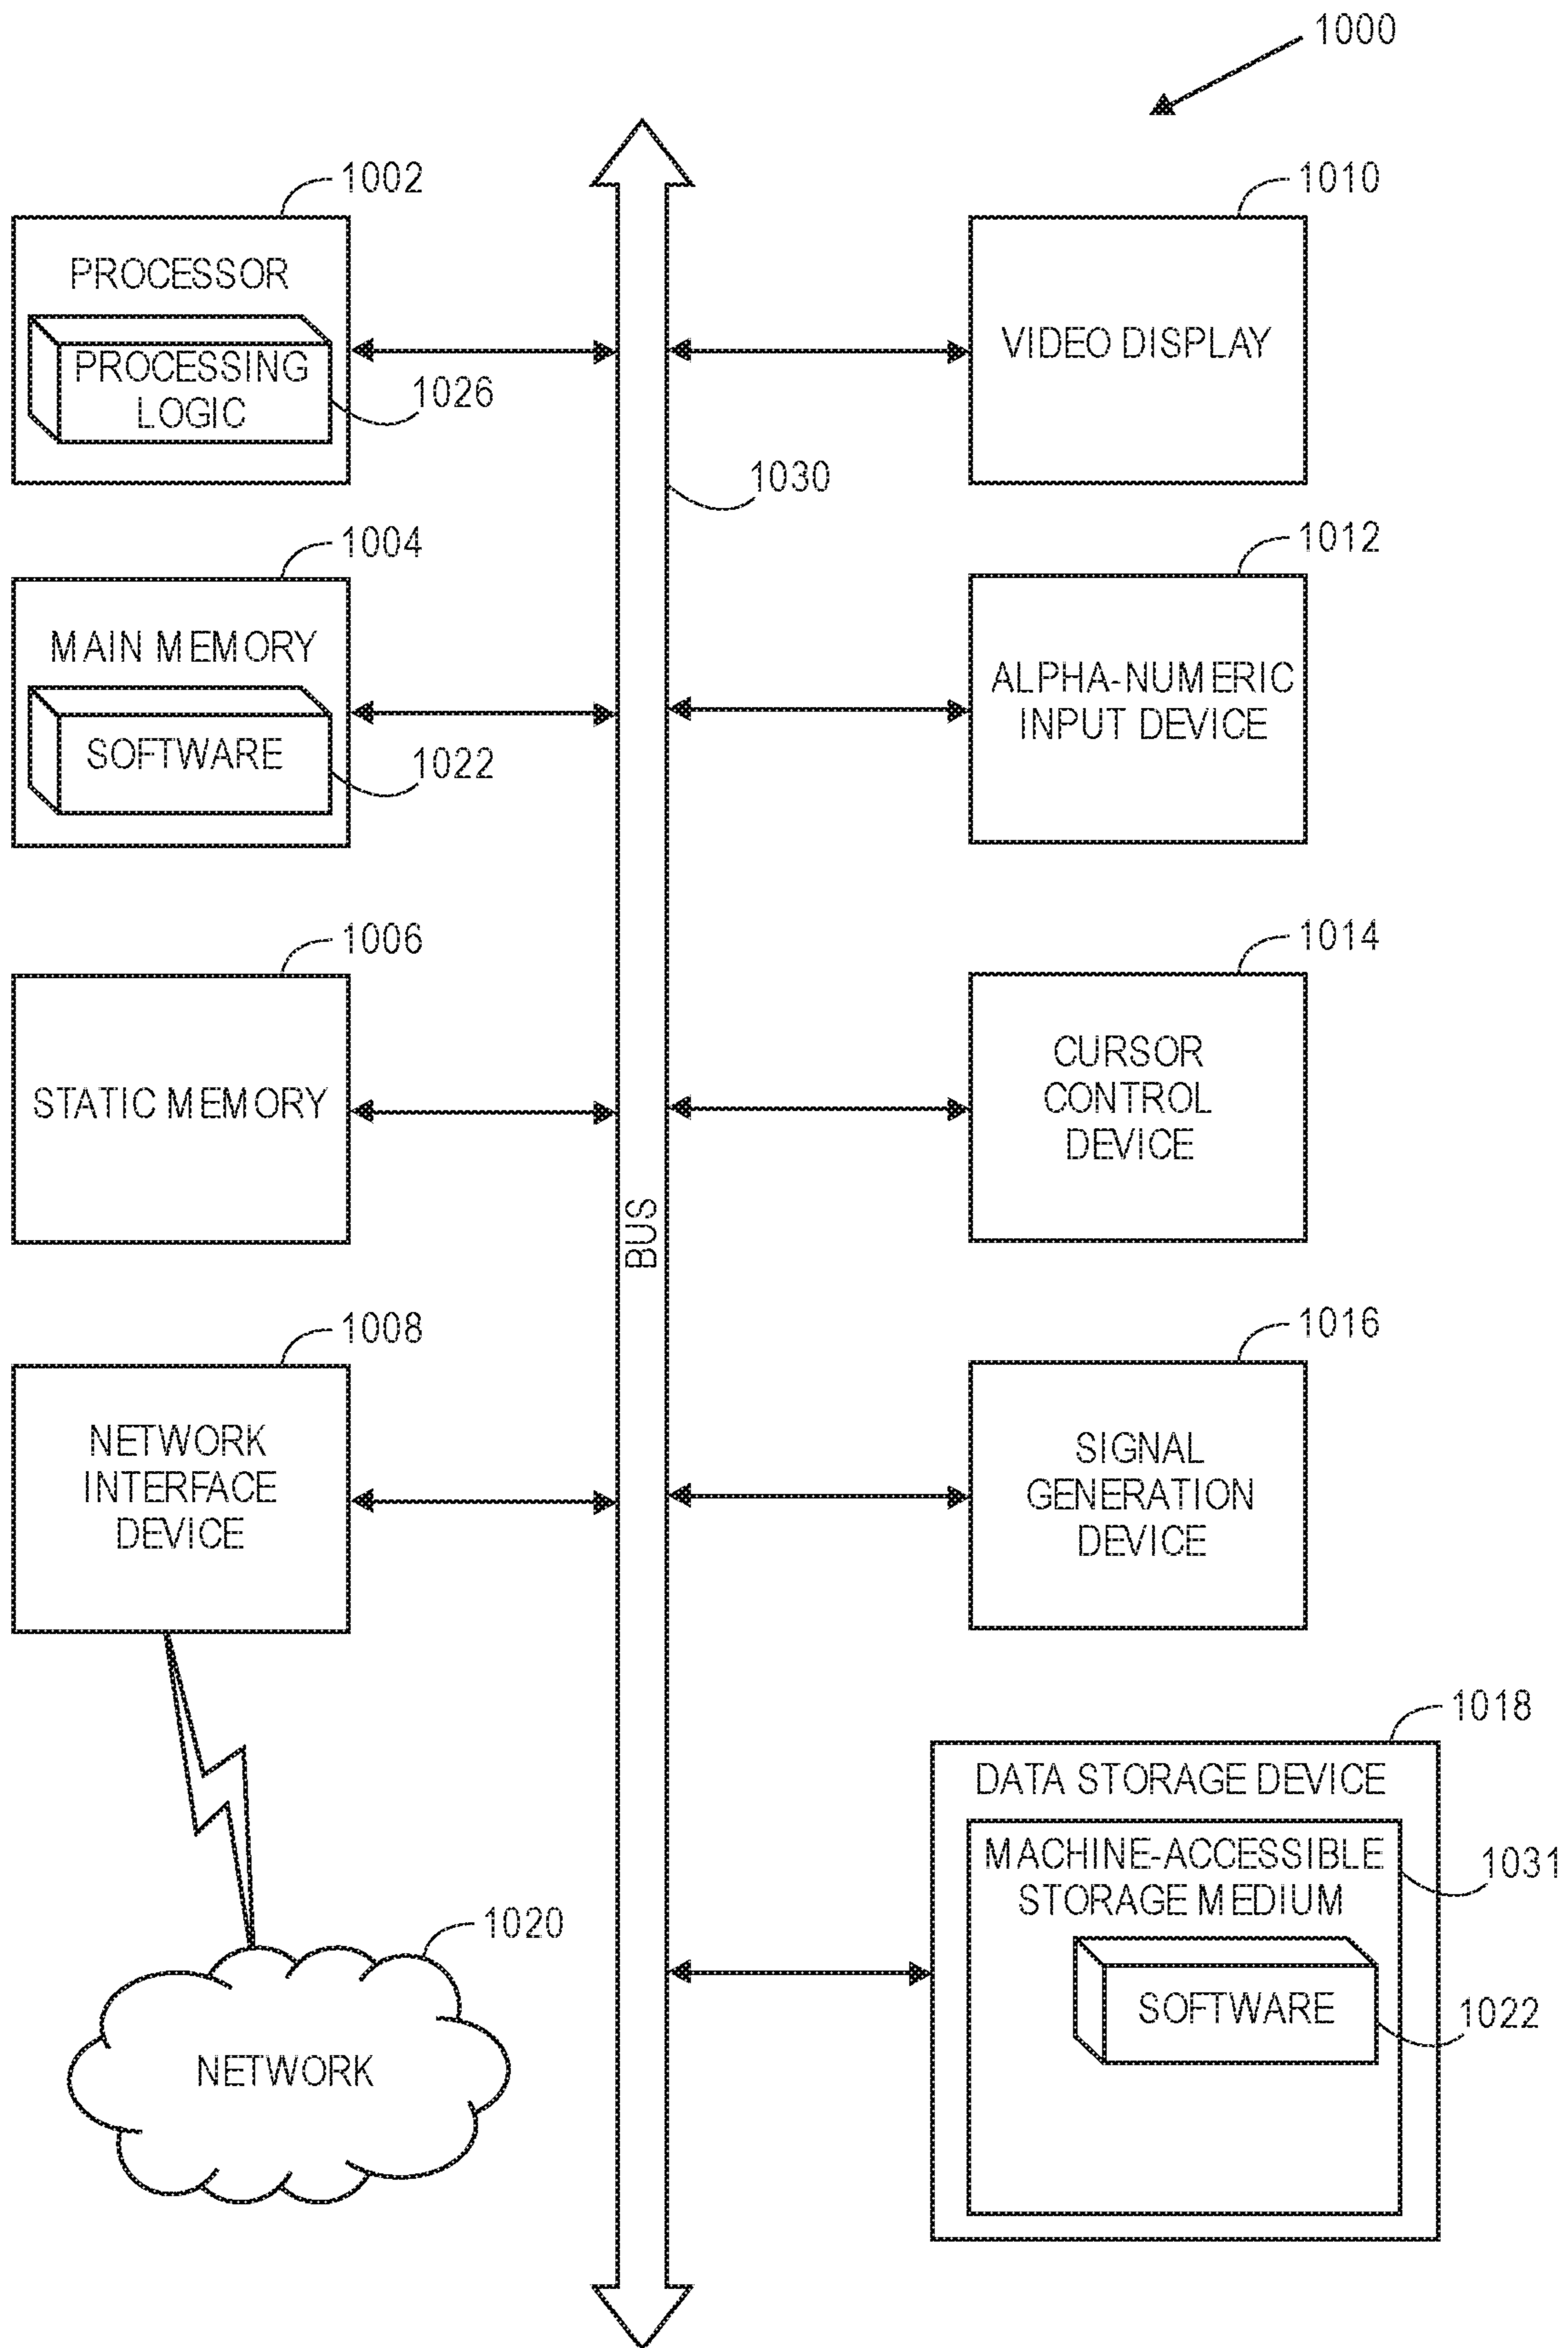 1000
1002
PROCESSOR
PROCESSING
LOGIC
1026
1004
MAIN MEMORY
SOFTWARE
1022
1006
STATIC MEMORY
1008
NETWORK
INTERFACE
DEVICE
1020
NETWORK
1030
BUS
1010
VIDEO DISPLAY
1012
ALPHA-NUMERIC
INPUT DEVICE
1014
CURSOR
CONTROL
DEVICE
1016
SIGNAL
GENERATION
DEVICE
1018
DATA STORAGE DEVICE
MACHINE-ACCESSIBLE
STORAGE MEDIUM
1031
SOFTWARE
1022